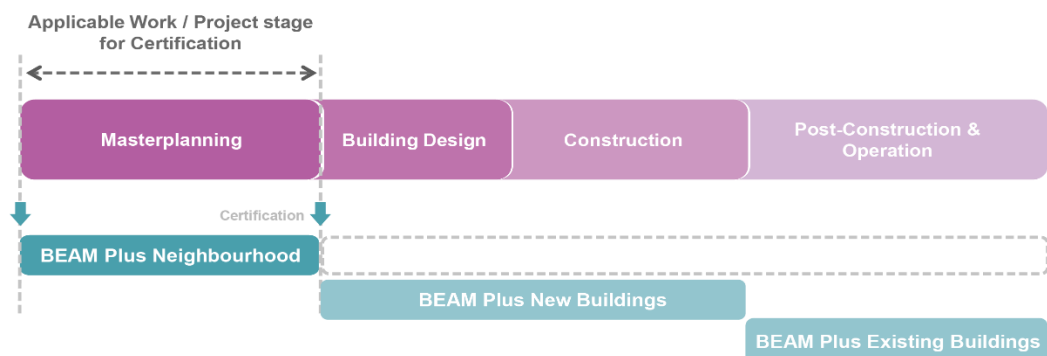 Applicable Work / Project stage
for Certification
Masterplanning
Building Design
Construction
Post-Construction &
Operation
Certification
BEAM Plus Neighbourhood
BEAM Plus New Buildings
BEAM Plus Existing Buildings